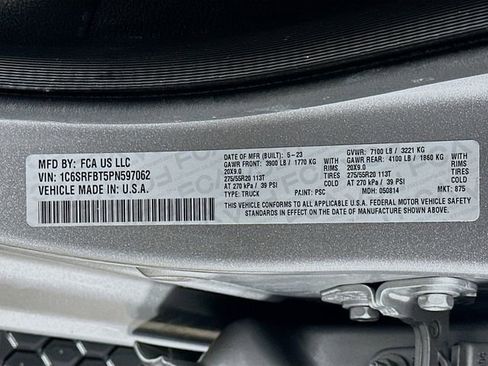 MFD BY: FCA US LLC
VIN: 1C6SRFBT5PN597062
VEHICLE MADE IN: U.S.A.
DATE OF MFR (BUILT): 5-23 GVWR: 7100 LB / 3221 KG
GAWR FRONT: 3900 LB / 1770 KG WITH GAWR REAR: 4100 LB / 1860 KG WITH
20X9.0 RIMS 20X9.0 RIMS
275/55R20 113T TIRES 275/55R20 113T TIRES
AT 270 kPa / 39 PSI COLD AT 270 kPa / 39 PSI COLD
TYPE: TRUCK PAINT: PSC MDH: 050814 MKT: 875
THIS VEHICLE CONFORMS TO ALL APPLICABLE U.S.A. FEDERAL MOTOR VEHICLE SAFETY
STANDARDS IN EFFECT ON THE DATE OF MANUFACTURE SHOWN ABOVE.